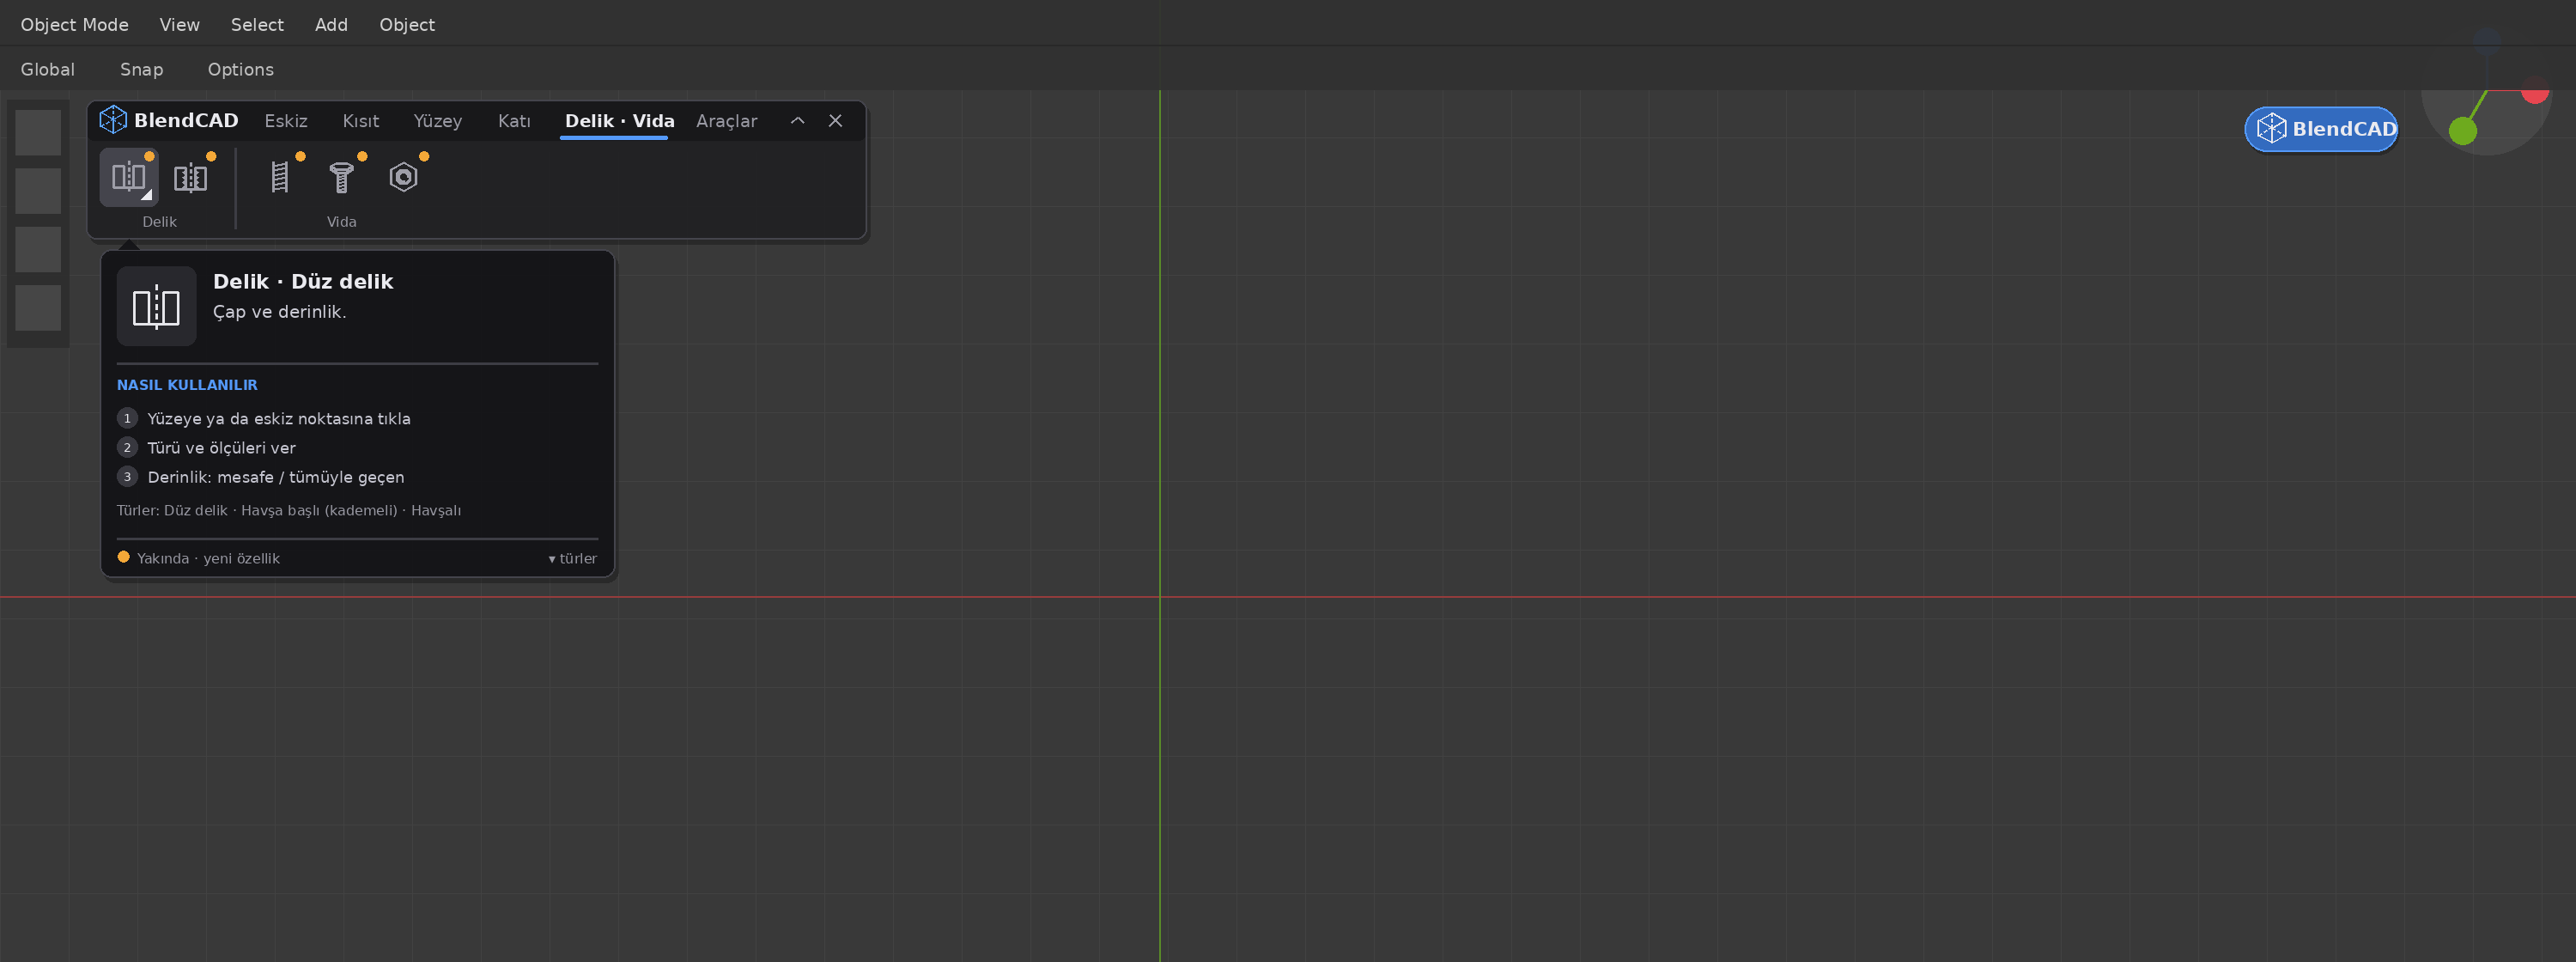 Object Mode View Select Add Object
Global Snap Options
BlendCAD Eskiz Kısıt Yüzey Katı Delik · Vida Araçlar
BlendCAD
Delik Vida
Delik · Düz delik
Çap ve derinlik.
NASIL KULLANILIR
1 Yüzeye ya da eskiz noktasına tıkla
2 Türü ve ölçüleri ver
3 Derinlik: mesafe / tümüyle geçen
Türler: Düz delik · Havşa başlı (kademeli) · Havşalı
Yakında · yeni özellik ▾ türler